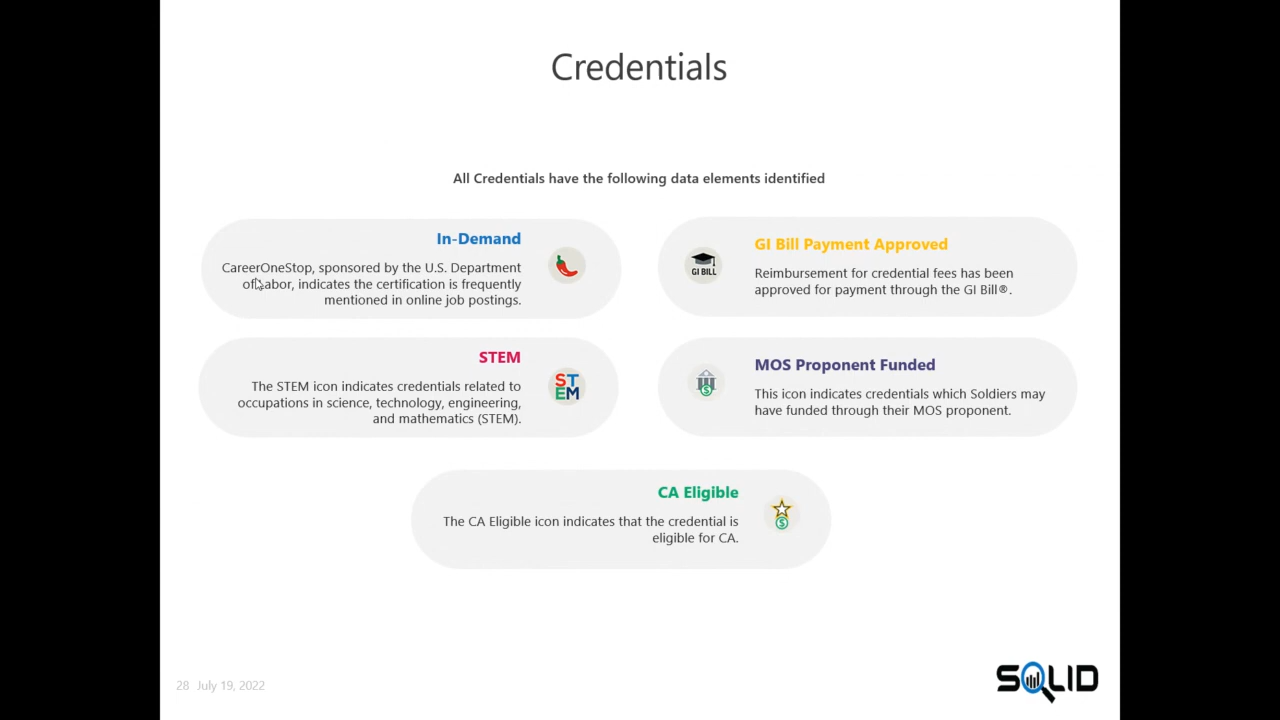 Credentials
All Credentials have the following data elements identified
In-Demand
CareerOneStop, sponsored by the U.S. Department
of Labor, indicates the certification is frequently
mentioned in online job postings.
GI Bill Payment Approved
GI BILL
Reimbursement for credential fees has been
approved for payment through the GI Bill®.
STEM
The STEM icon indicates credentials related to
occupations in science, technology, engineering,
and mathematics (STEM).
ST
EM
MOS Proponent Funded
This icon indicates credentials which Soldiers may
have funded through their MOS proponent.
CA Eligible
The CA Eligible icon indicates that the credential is
eligible for CA.
28 July 19, 2022
SOLID